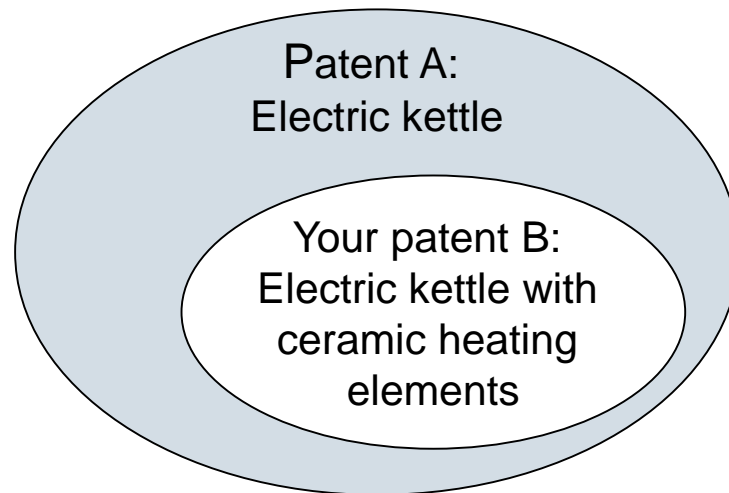 Patent A:
Electric kettle
Your patent B:
Electric kettle with
ceramic heating
elements